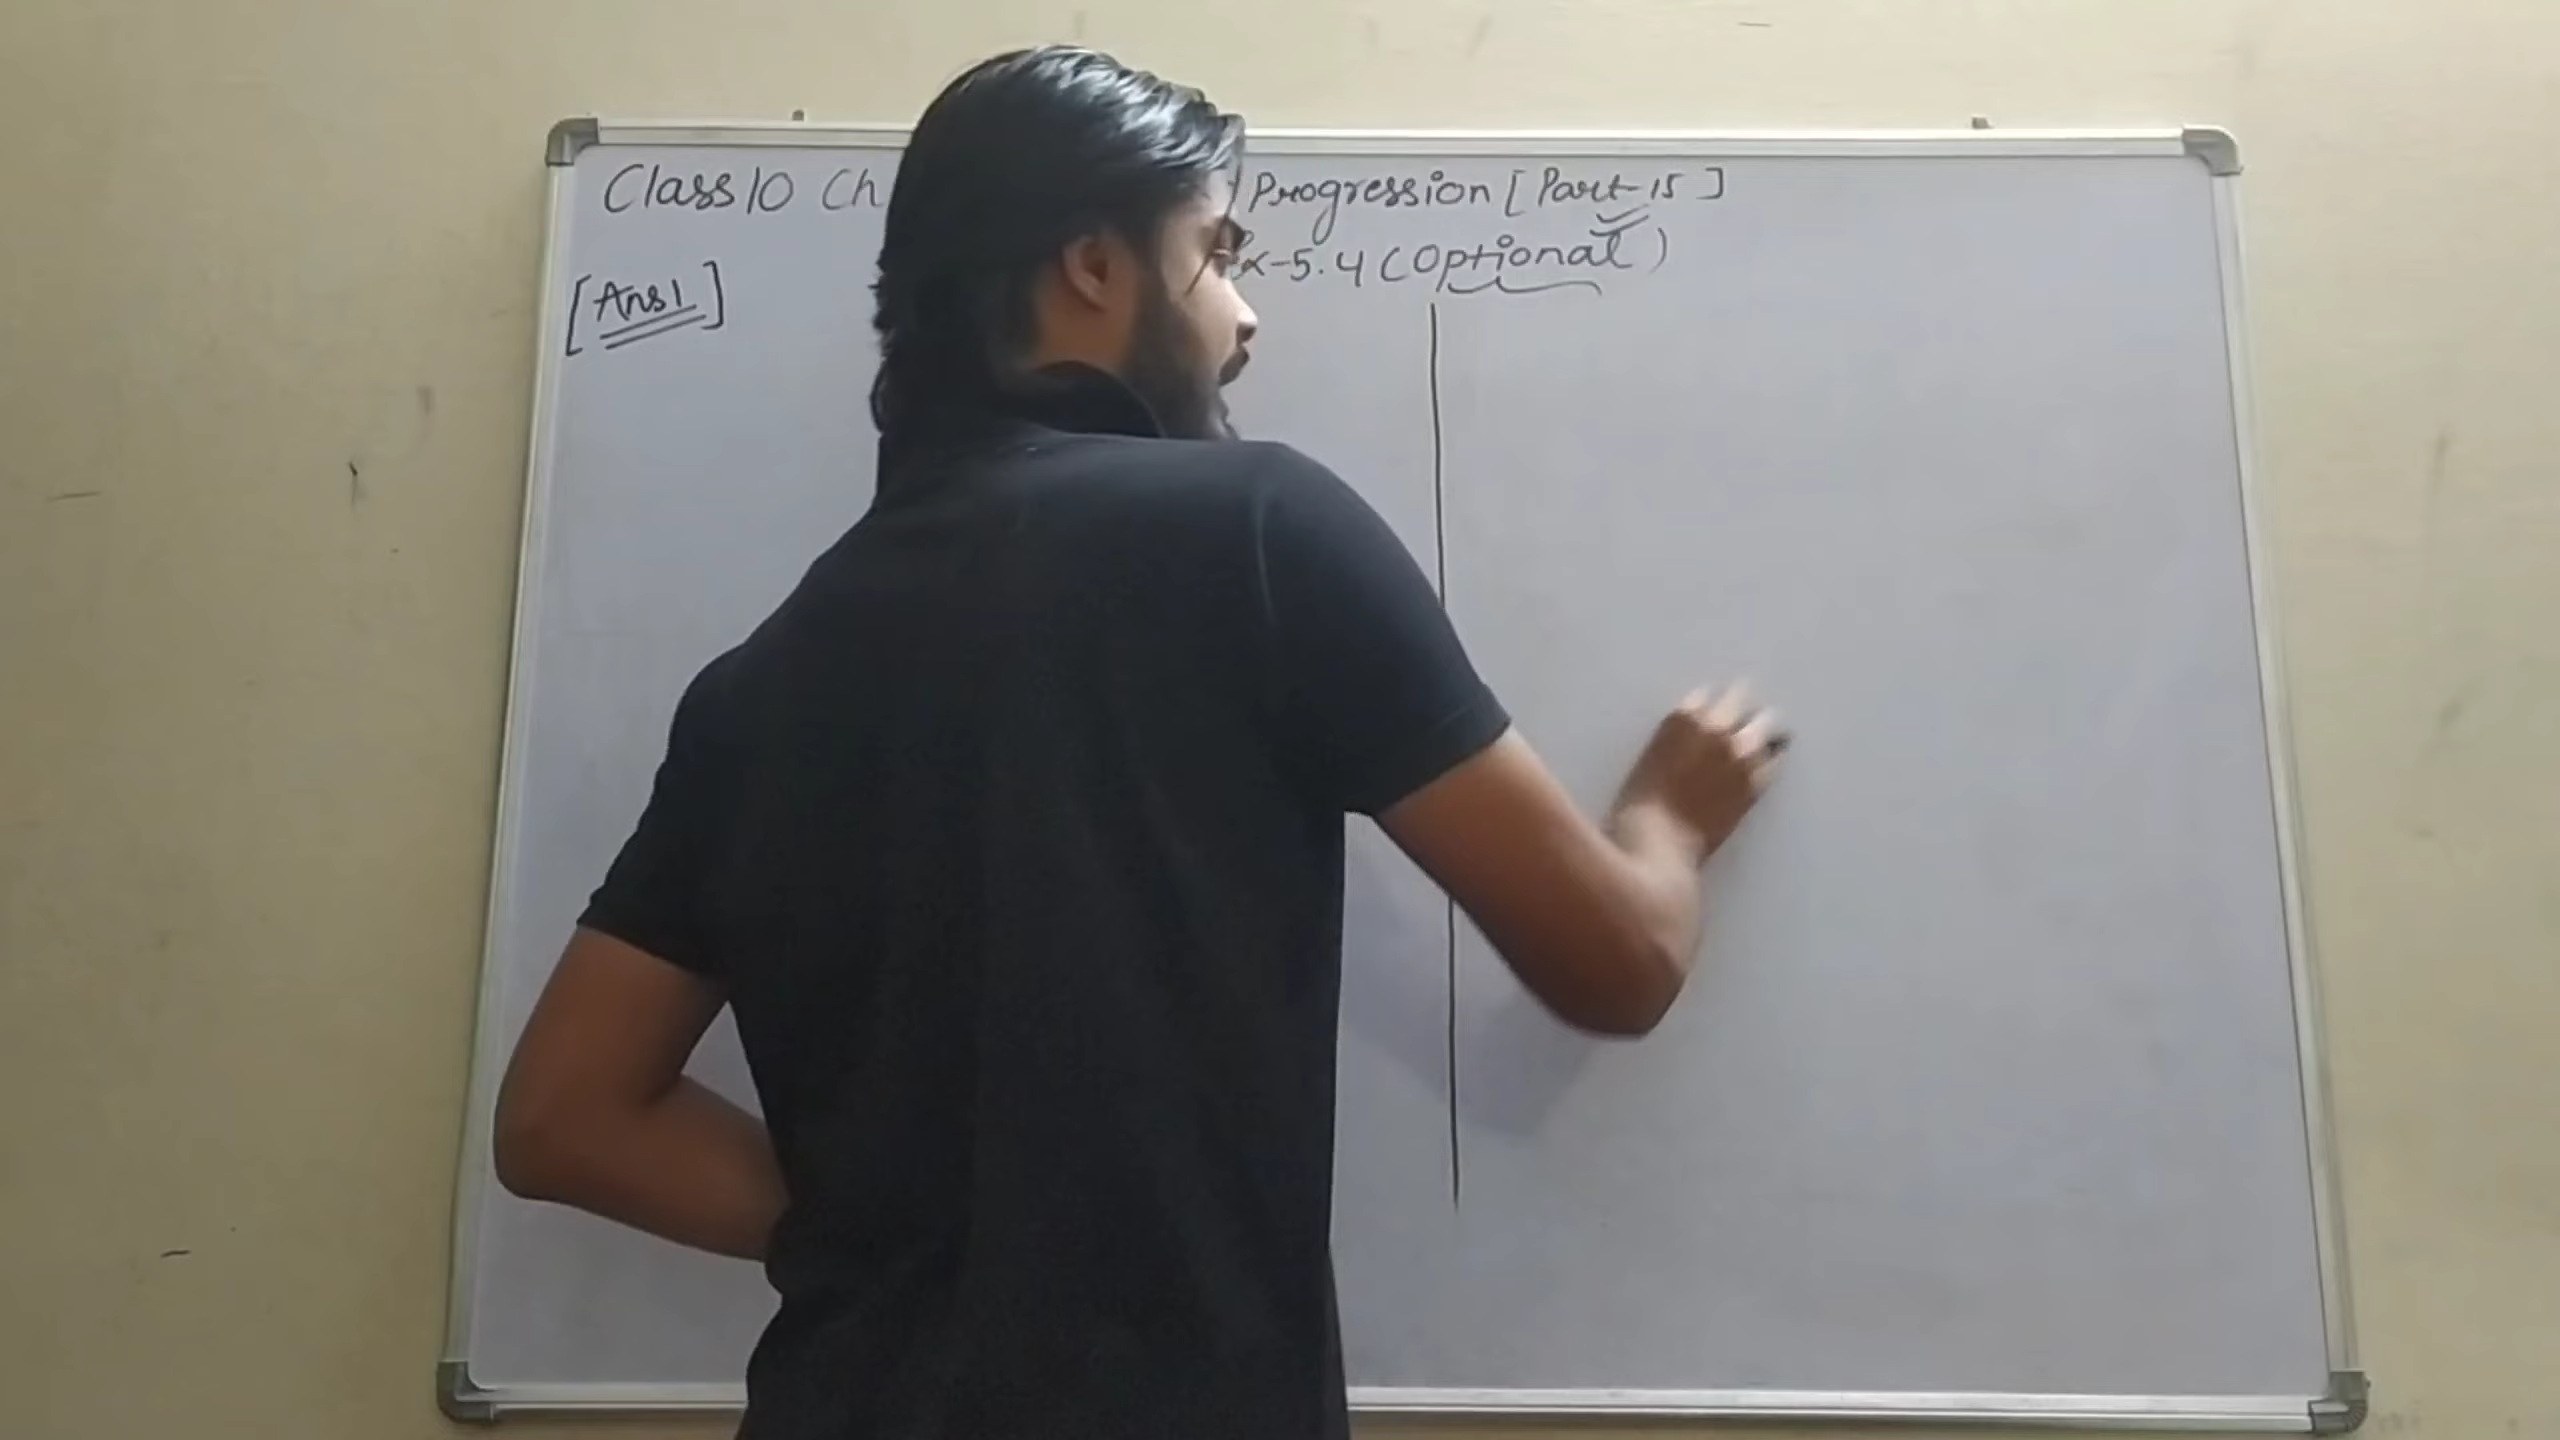 Class 10 Ch Progression [Part-15]
x-5.4 (Optional)
[Ans1]